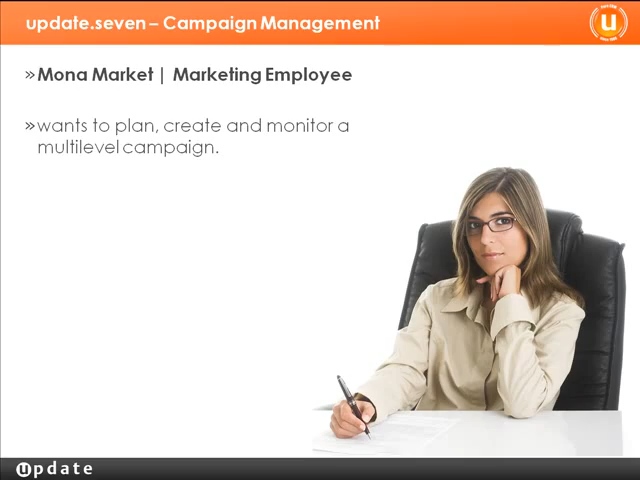 update.seven – Campaign Management
u
»Mona Market | Marketing Employee
»wants to plan, create and monitor a
multilevel campaign.
update